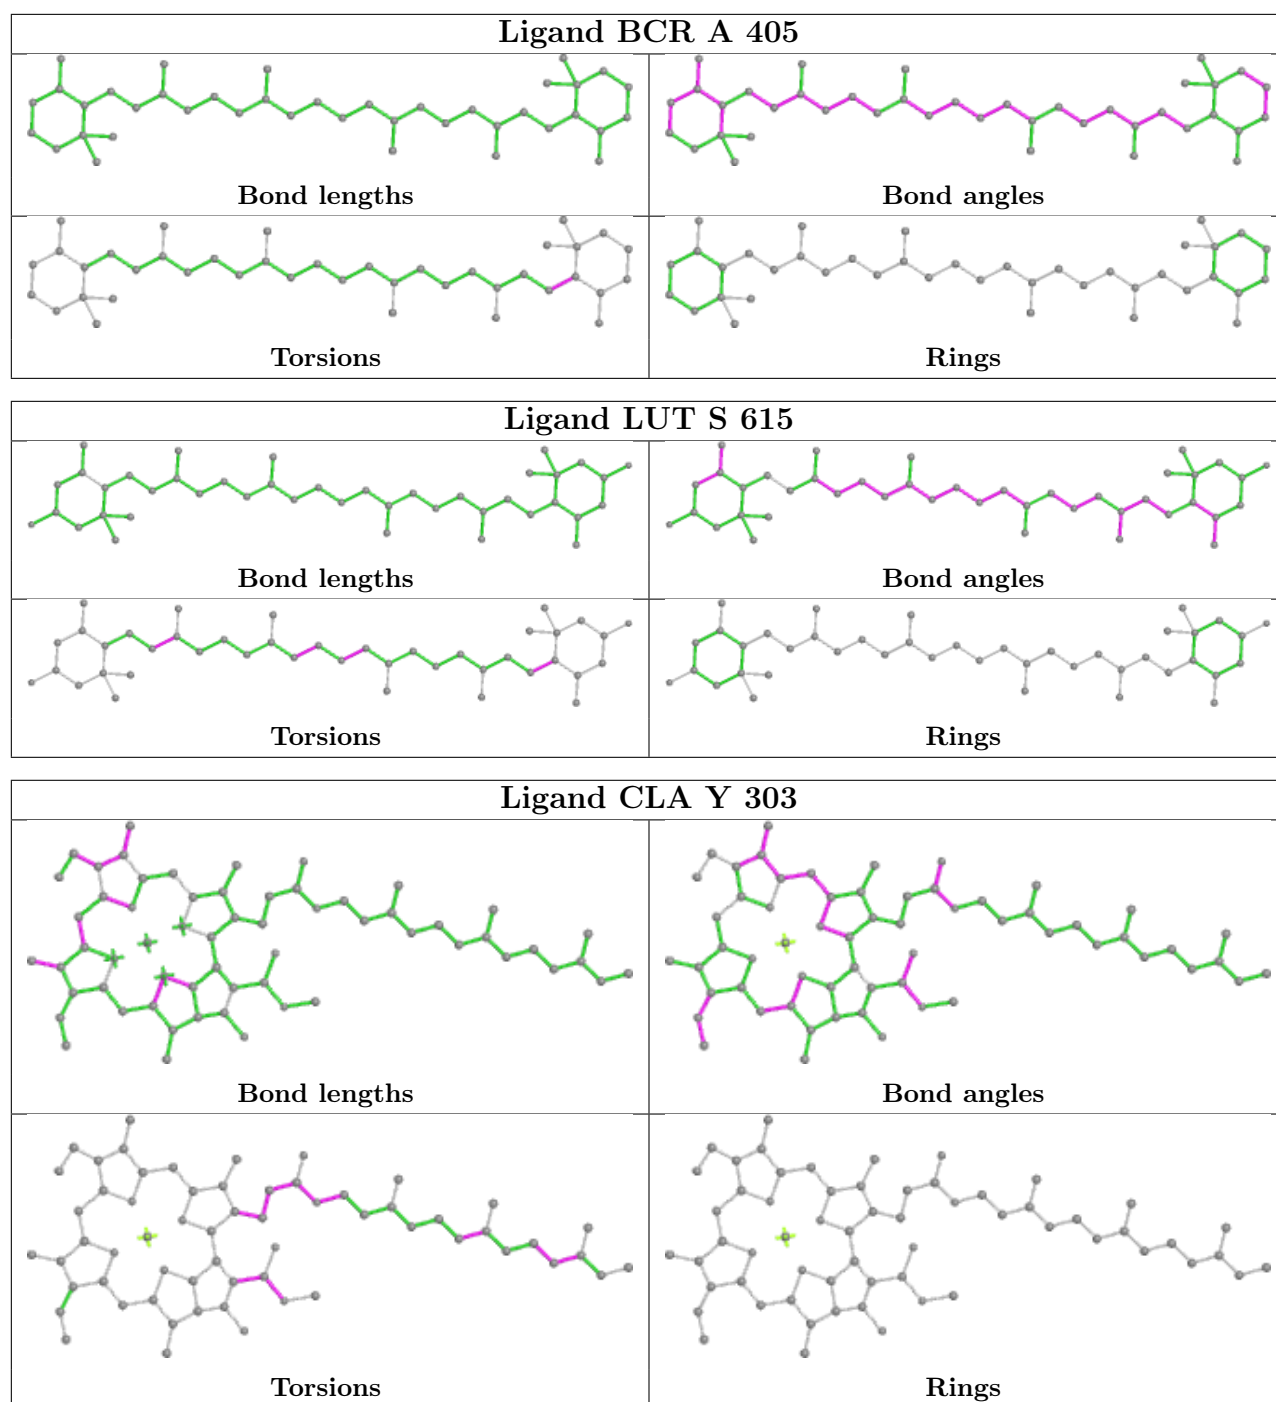 Ligand BCR A 405
Bond lengths
Bond angles
Torsions
Rings
Ligand LUT S 615
Bond lengths
Bond angles
Torsions
Rings
Ligand CLA Y 303
Bond lengths
Bond angles
Torsions
Rings